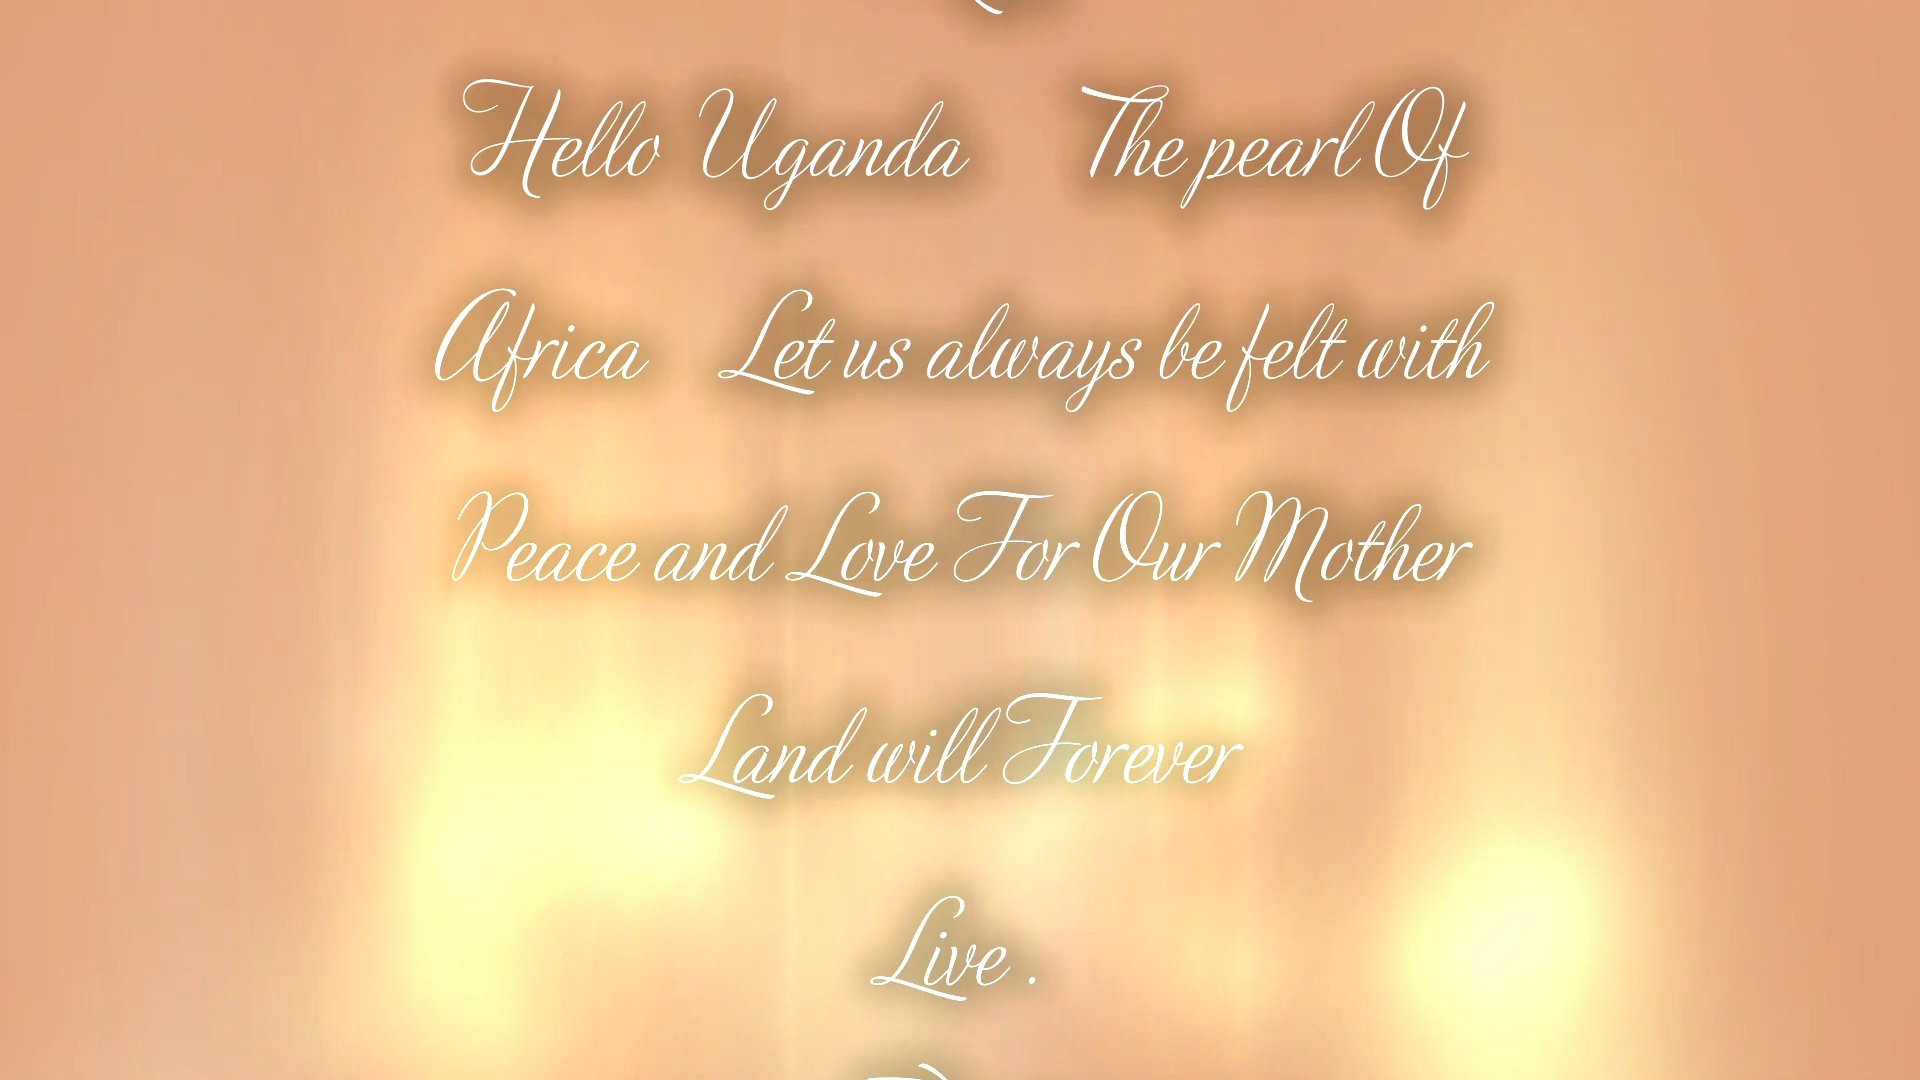 Hello Uganda The pearl Of
Africa Let us always be felt with
Peace and Love For Our Mother
Land will Forever
Live .